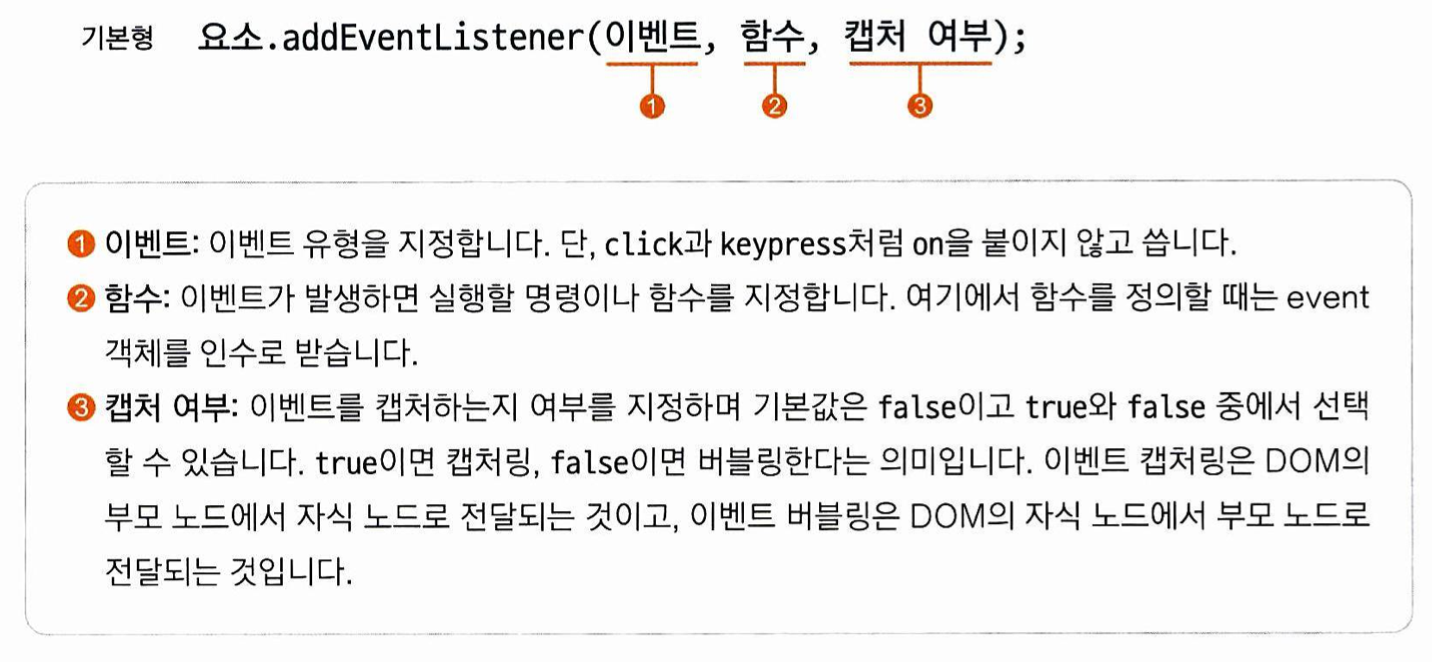 기본형 요소.addEventListener(이벤트, 함수, 캡처 여부);
1 2 3
1 이벤트: 이벤트 유형을 지정합니다. 단, click과 keypress처럼 on을 붙이지 않고 씁니다.
2 함수: 이벤트가 발생하면 실행할 명령이나 함수를 지정합니다. 여기에서 함수를 정의할 때는 event
객체를 인수로 받습니다.
3 캡처 여부: 이벤트를 캡처하는지 여부를 지정하며 기본값은 false이고 true와 false 중에서 선택
할 수 있습니다. true이면 캡처링, false이면 버블링한다는 의미입니다. 이벤트 캡처링은 DOM의
부모 노드에서 자식 노드로 전달되는 것이고, 이벤트 버블링은 DOM의 자식 노드에서 부모 노드로
전달되는 것입니다.